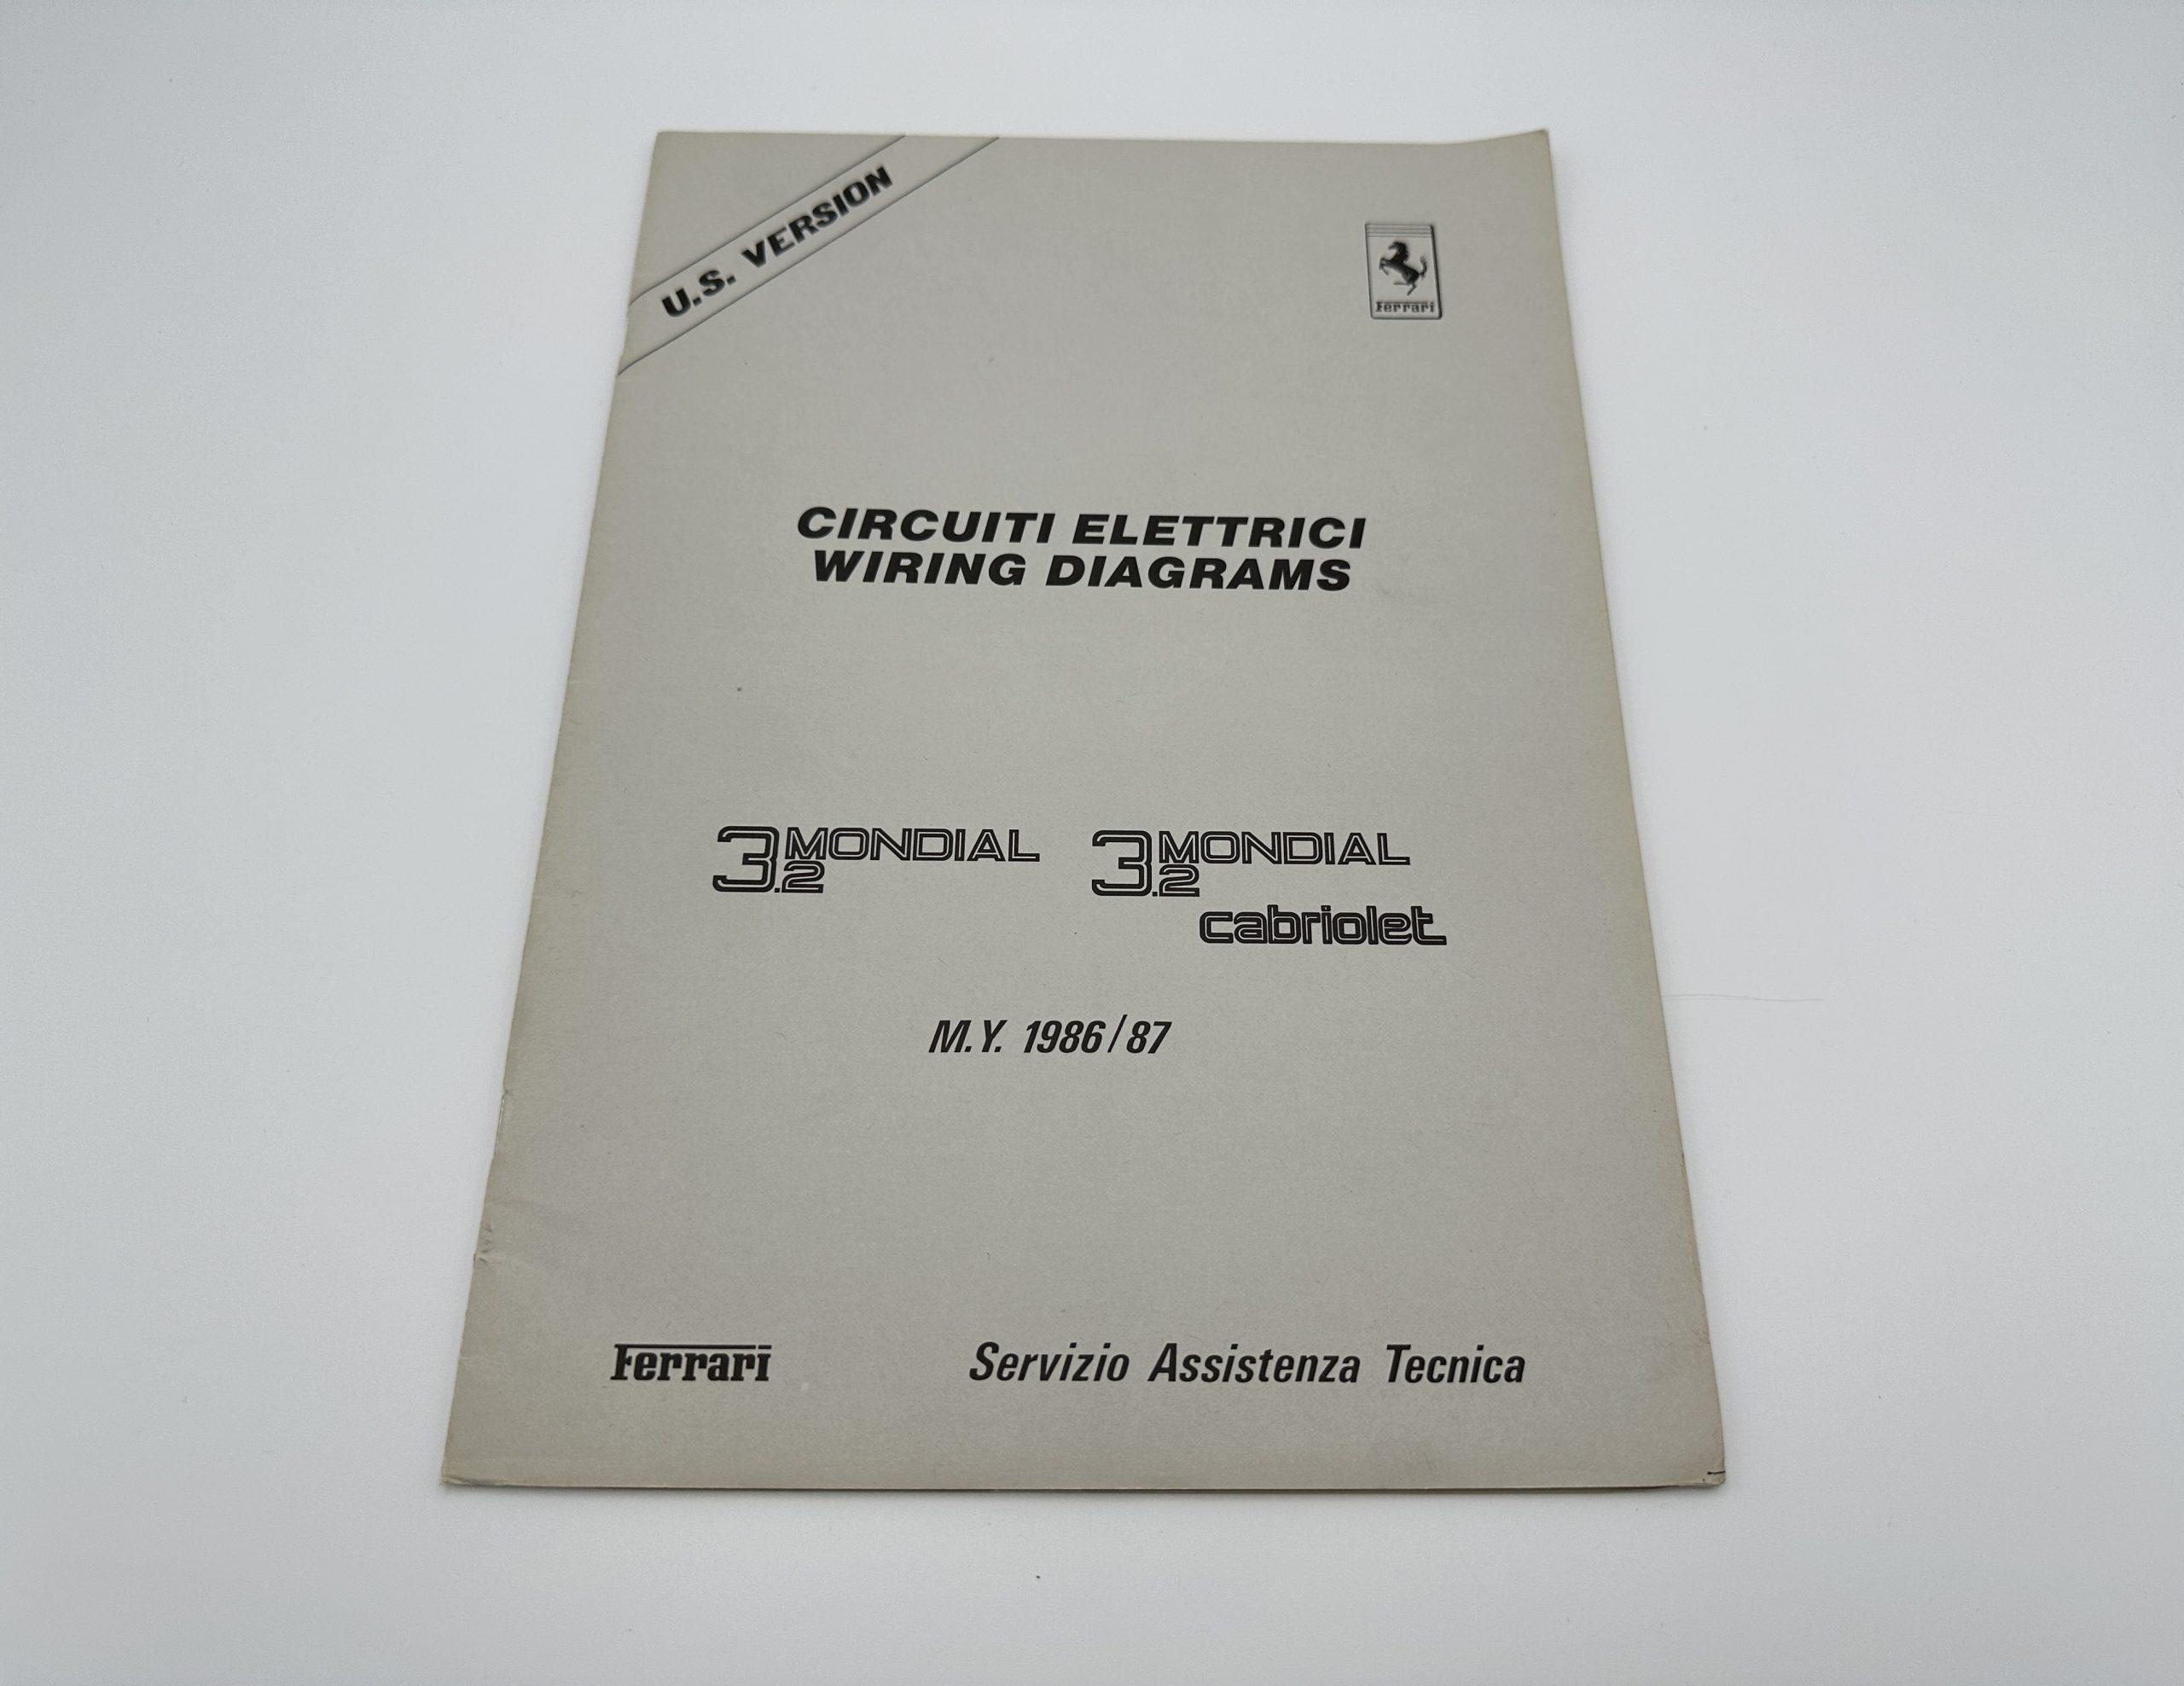 U.S. VERSION
Ferrari
CIRCUITI ELETTRICI
WIRING DIAGRAMS
3.2 MONDIAL
3.2 MONDIAL
cabriolet
M.Y. 1986/87
Ferrari
Servizio Assistenza Tecnica